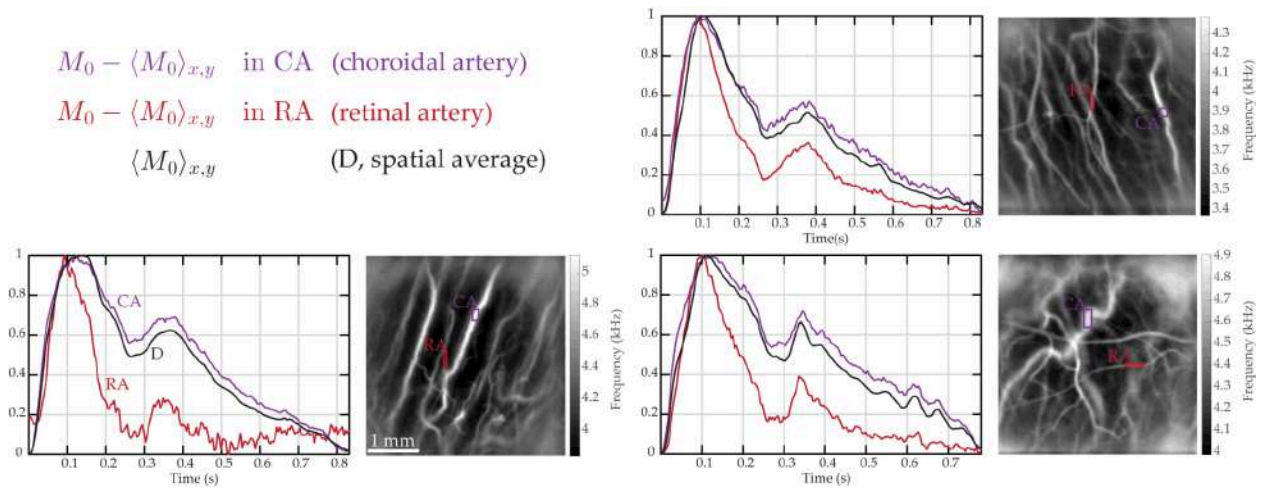 M₀ − ⟨M₀⟩x,y in CA (choroidal artery)
M₀ − ⟨M₀⟩x,y in RA (retinal artery)
⟨M₀⟩x,y (D, spatial average)
1
0.8
0.6
0.4
0.2
0
0.1 0.2 0.3 0.4 0.5 0.6 0.7 0.8
Time(s)
RA
CA
4.3
4.2
4.1
4
3.9
3.8
3.7
3.6
3.5
3.4
Frequency (kHz)
1
0.8
0.6
0.4
0.2
0
CA
D
RA
0.1 0.2 0.3 0.4 0.5 0.6 0.7 0.8
Time (s)
CA
RA
1 mm
5
4.8
4.6
4.4
4.2
4
Frequency (kHz)
1
0.8
0.6
0.4
0.2
0
0.1 0.2 0.3 0.4 0.5 0.6 0.7
Time (s)
CA
RA
4.9
4.8
4.7
4.6
4.5
4.4
4.3
4.2
4.1
4
Frequency (kHz)